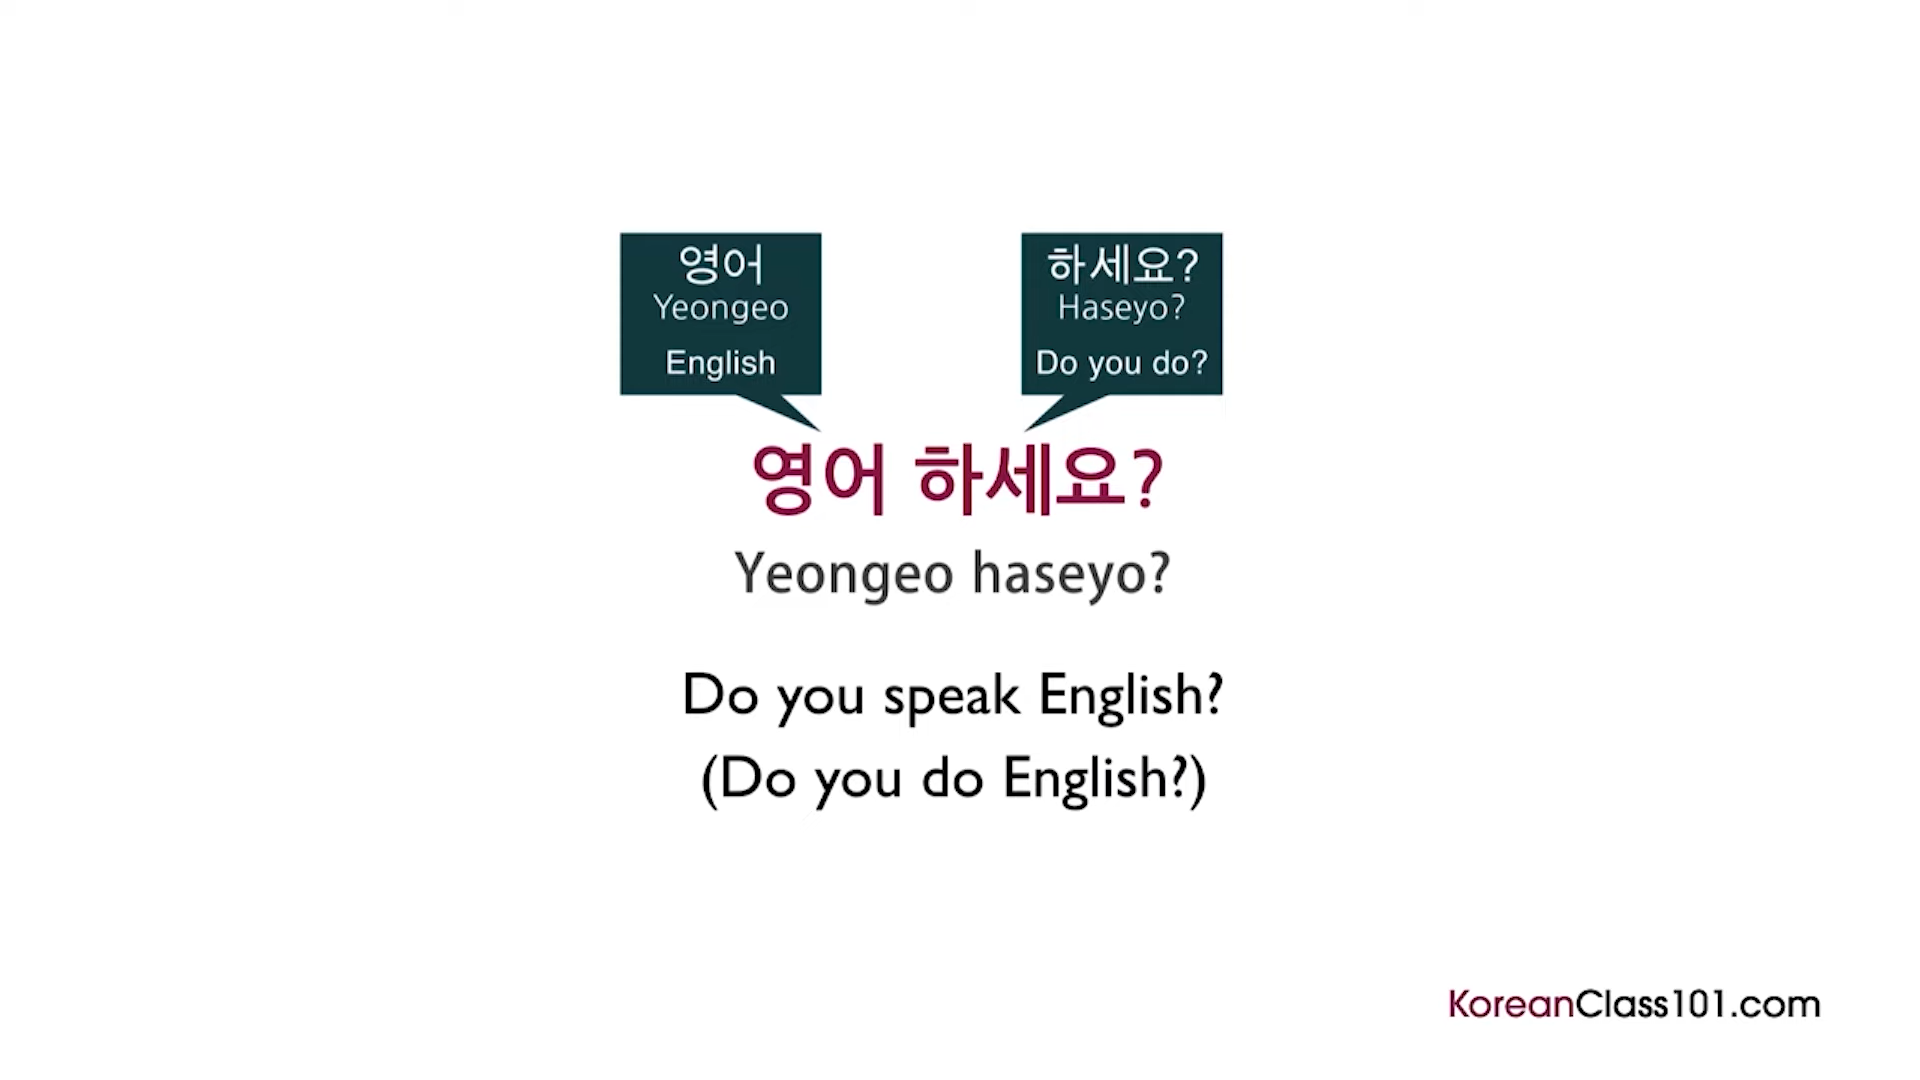 영어
Yeongeo
English
하세요?
Haseyo?
Do you do?
영어 하세요?
Yeongeo haseyo?
Do you speak English?
(Do you do English?)
KoreanClass101.com